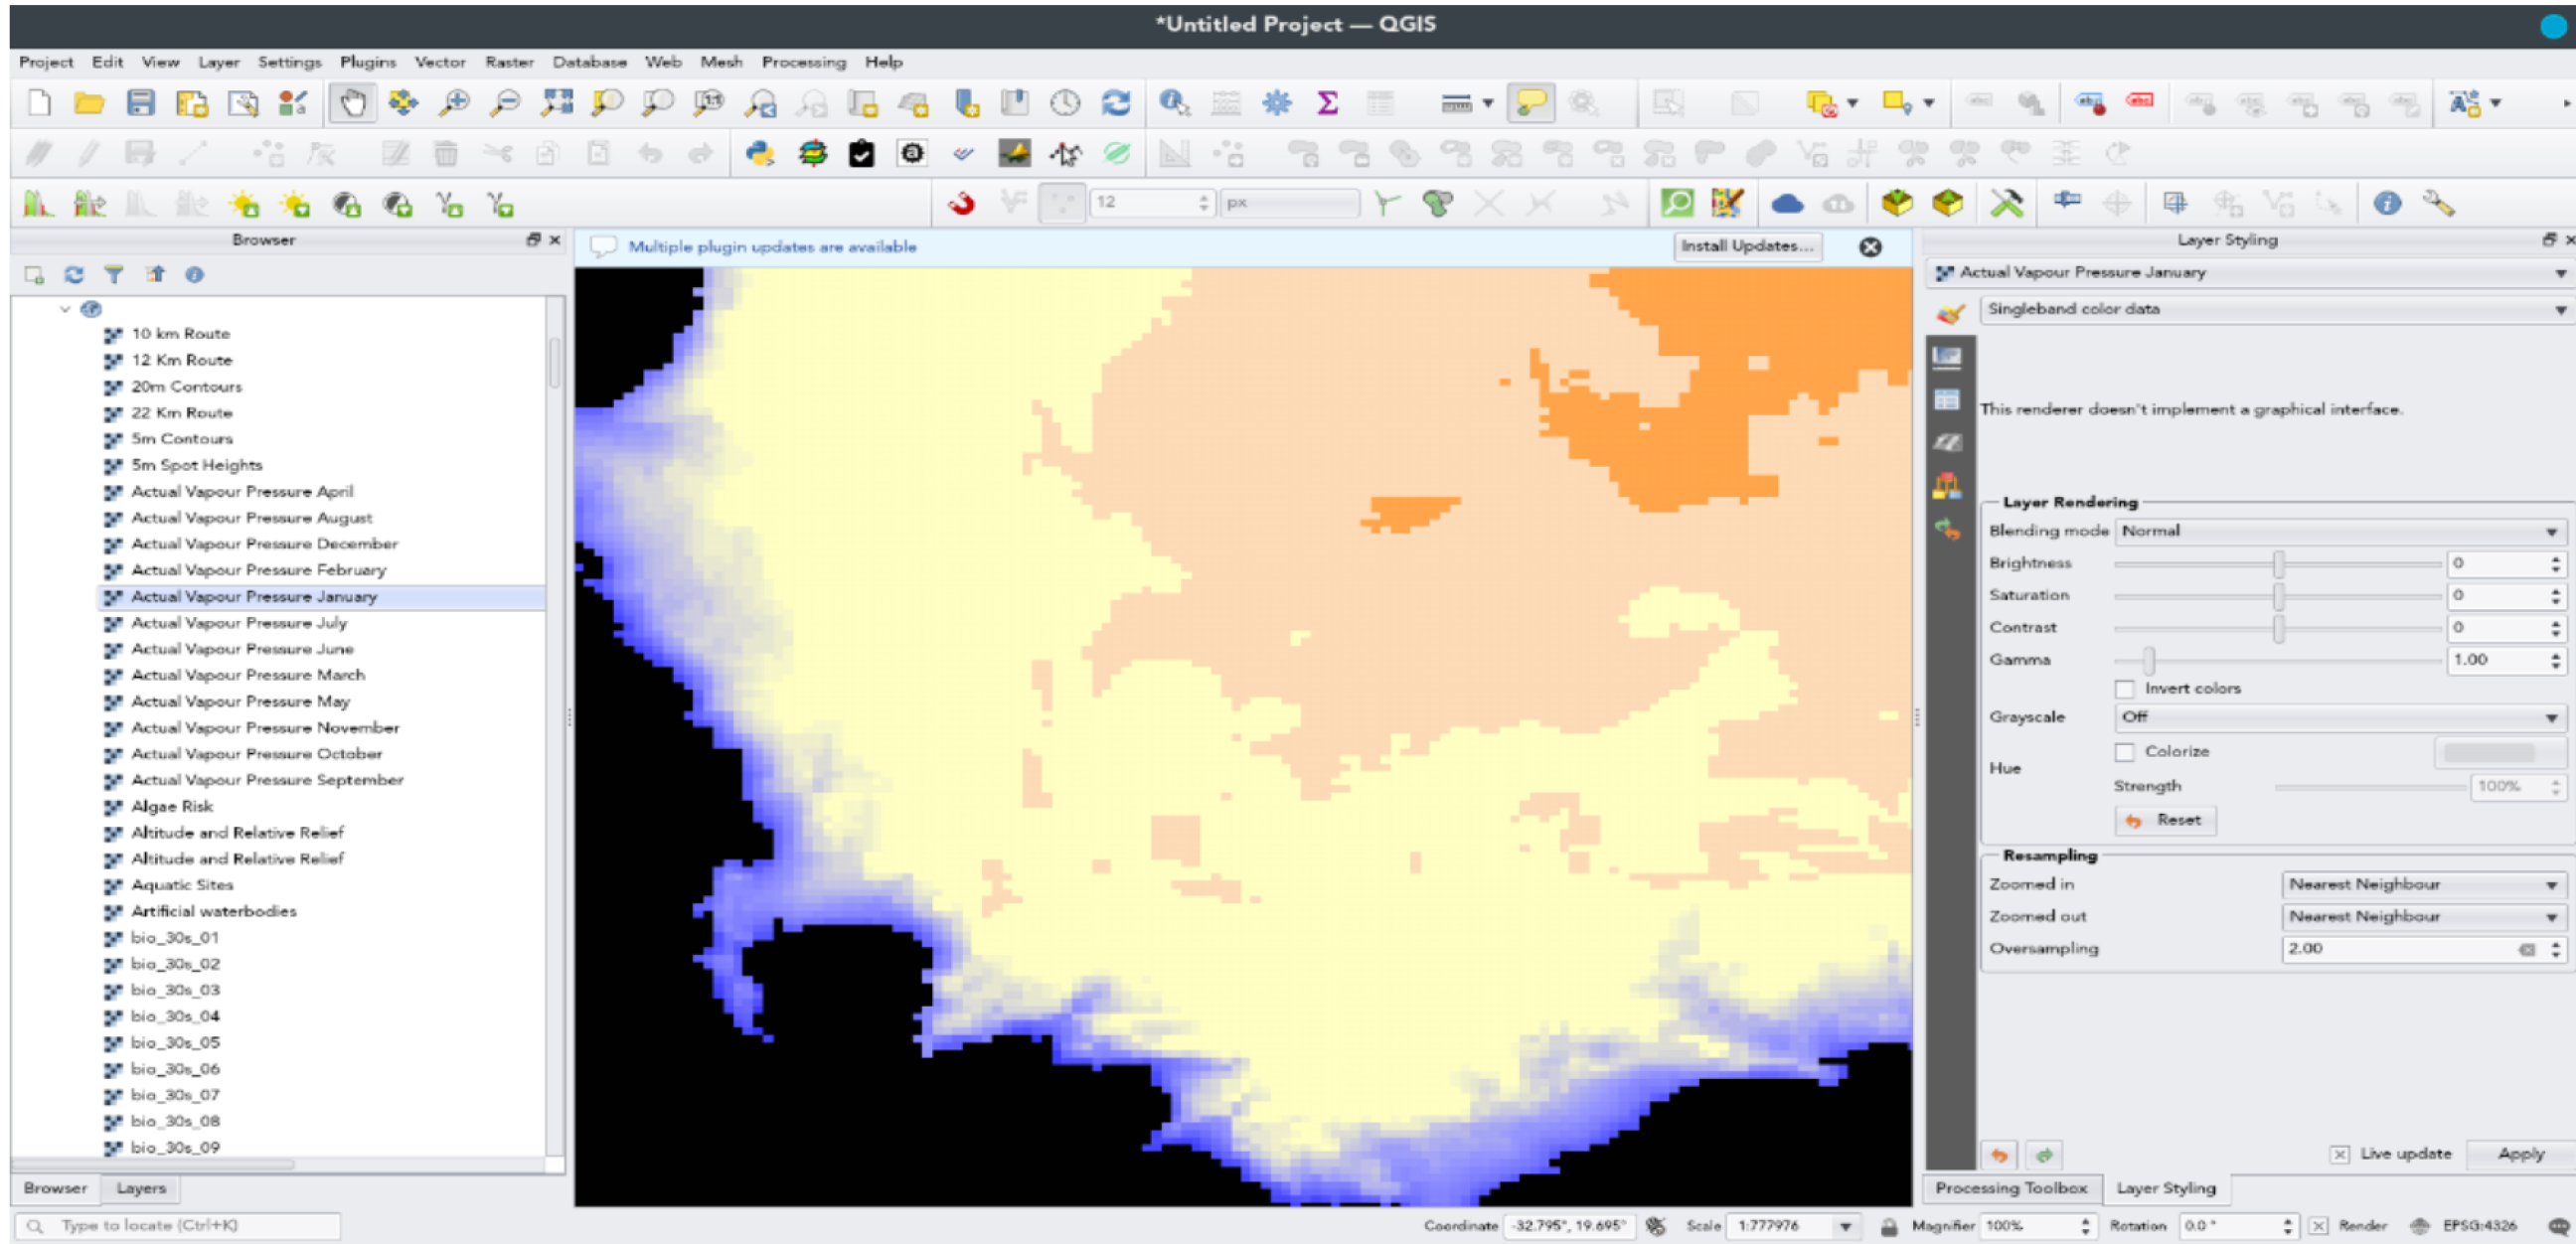 *Untitled Project — QGIS
Project Edit View Layer Settings Plugins Vector Raster Database Web Mesh Processing Help
12 px
Browser
Multiple plugin updates are available Install Updates...
Layer Styling
Actual Vapour Pressure January
Singleband color data
This renderer doesn't implement a graphical interface.
10 km Route
12 Km Route
20m Contours
22 Km Route
5m Contours
5m Spot Heights
Actual Vapour Pressure April
Actual Vapour Pressure August
Actual Vapour Pressure December
Actual Vapour Pressure February
Actual Vapour Pressure January
Actual Vapour Pressure July
Actual Vapour Pressure June
Actual Vapour Pressure March
Actual Vapour Pressure May
Actual Vapour Pressure November
Actual Vapour Pressure October
Actual Vapour Pressure September
Algae Risk
Altitude and Relative Relief
Altitude and Relative Relief
Aquatic Sites
Artificial waterbodies
bio_30s_01
bio_30s_02
bio_30s_03
bio_30s_04
bio_30s_05
bio_30s_06
bio_30s_07
bio_30s_08
bio_30s_09
Layer Rendering
Blending mode Normal
Brightness 0
Saturation 0
Contrast 0
Gamma 1.00
Invert colors
Grayscale Off
Hue Colorize
Strength 100%
Reset
Resampling
Zoomed in Nearest Neighbour
Zoomed out Nearest Neighbour
Oversampling 2.00
Live update Apply
Browser Layers
Processing Toolbox Layer Styling
Type to locate (Ctrl+K)
Coordinate -32.795°, 19.695° Scale 1:777976 Magnifier 100% Rotation 0.0 ° Render EPSG:4326